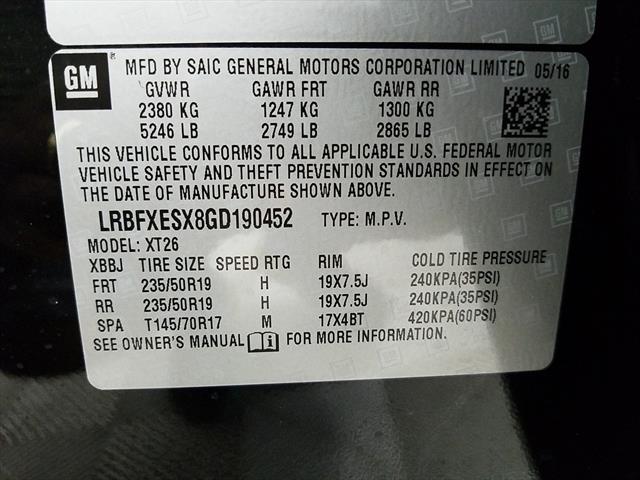 GM
MFD BY SAIC GENERAL MOTORS CORPORATION LIMITED 05/16
GVWR GAWR FRT GAWR RR
2380 KG 1247 KG 1300 KG
5246 LB 2749 LB 2865 LB
THIS VEHICLE CONFORMS TO ALL APPLICABLE U.S. FEDERAL MOTOR
VEHICLE SAFETY AND THEFT PREVENTION STANDARDS IN EFFECT ON
THE DATE OF MANUFACTURE SHOWN ABOVE.
LRBFXESX8GD190452 TYPE: M.P.V.
MODEL: XT26
XBBJ TIRE SIZE SPEED RTG RIM COLD TIRE PRESSURE
FRT 235/50R19 H 19X7.5J 240KPA(35PSI)
RR 235/50R19 H 19X7.5J 240KPA(35PSI)
SPA T145/70R17 M 17X4BT 420KPA(60PSI)
SEE OWNER'S MANUAL FOR MORE INFORMATION.